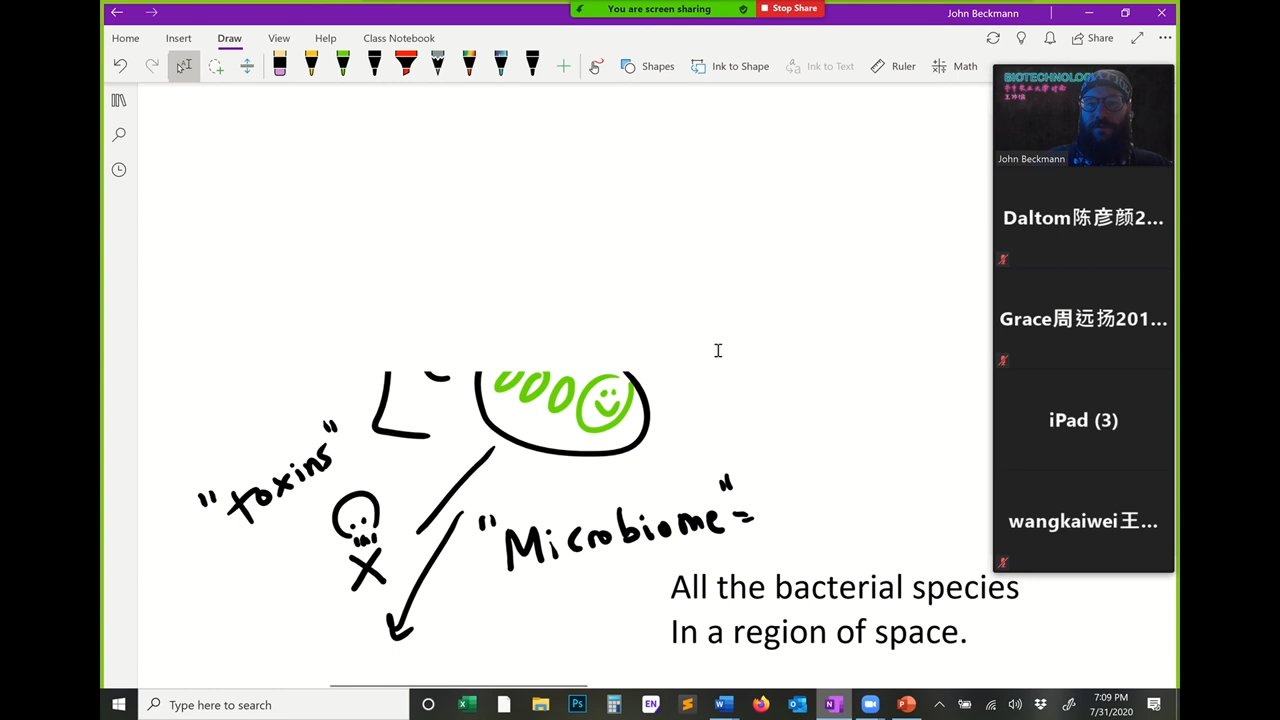 You are screen sharing
Stop Share
John Beckmann
Home Insert Draw View Help Class Notebook
Share
Shapes Ink to Shape Ink to Text Ruler Math
BIOTECHNOLOGY
John Beckmann
Daltom陈彦颜2...
Grace周远扬201...
iPad (3)
wangkaiwei王...
"toxins"
"Microbiome"=
All the bacterial species
In a region of space.
Type here to search
EN
7:09 PM
7/31/2020